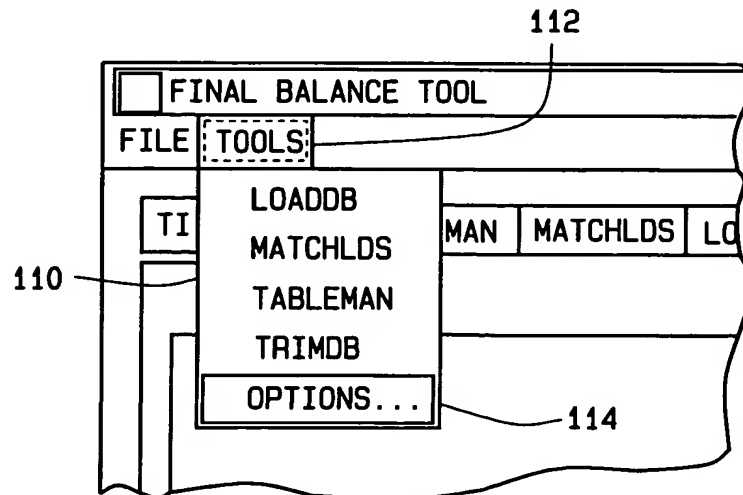 112
FINAL BALANCE TOOL
FILE TOOLS
LOADDB
TI MAN MATCHLDS LO
MATCHLDS
110
TABLEMAN
TRIMDB
OPTIONS...
114